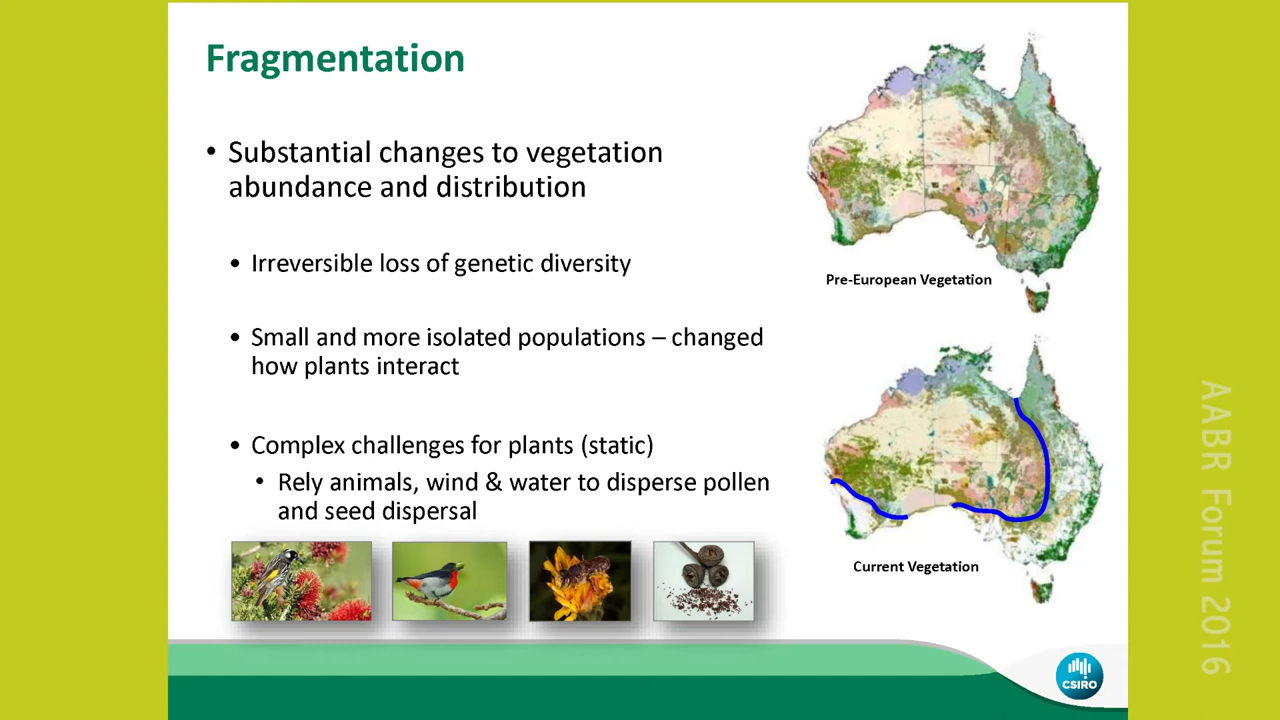 Fragmentation
• Substantial changes to vegetation
abundance and distribution
• Irreversible loss of genetic diversity
• Small and more isolated populations – changed
how plants interact
• Complex challenges for plants (static)
• Rely animals, wind & water to disperse pollen
and seed dispersal
Pre-European Vegetation
Current Vegetation
CSIRO
AABR Forum 2016